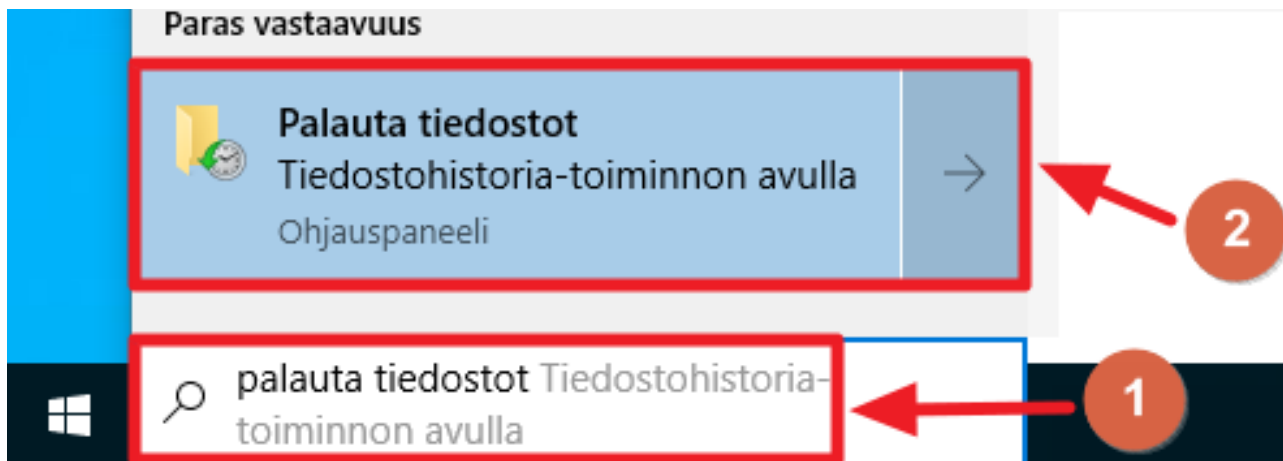 Paras vastaavuus
Palauta tiedostot
Tiedostohistoria-toiminnon avulla
Ohjauspaneeli
2
palauta tiedostot Tiedostohistoria-
toiminnon avulla
1